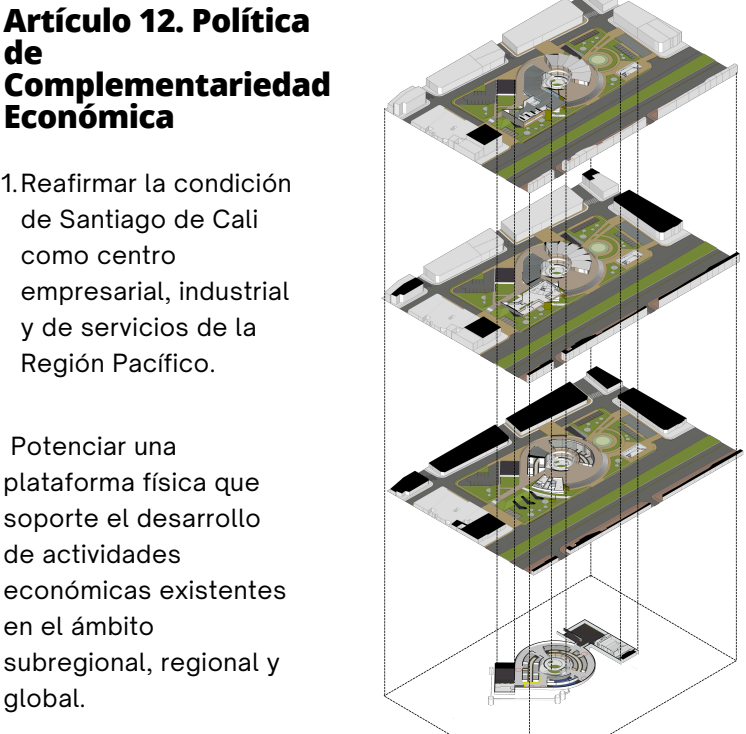 Artículo 12. Política
de
Complementariedad
Económica
1.Reafirmar la condición
de Santiago de Cali
como centro
empresarial, industrial
y de servicios de la
Región Pacífico.
Potenciar una
plataforma física que
soporte el desarrollo
de actividades
económicas existentes
en el ámbito
subregional, regional y
global.